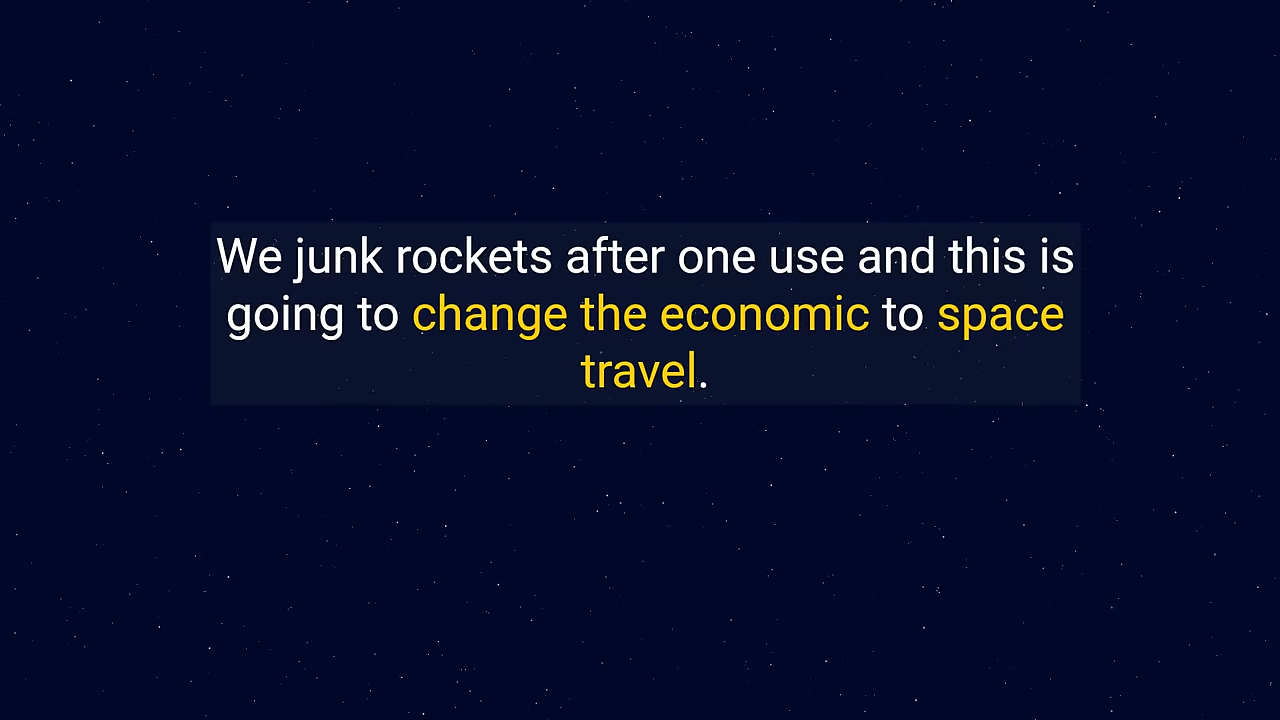 We junk rockets after one use and this is
going to change the economic to space
travel.